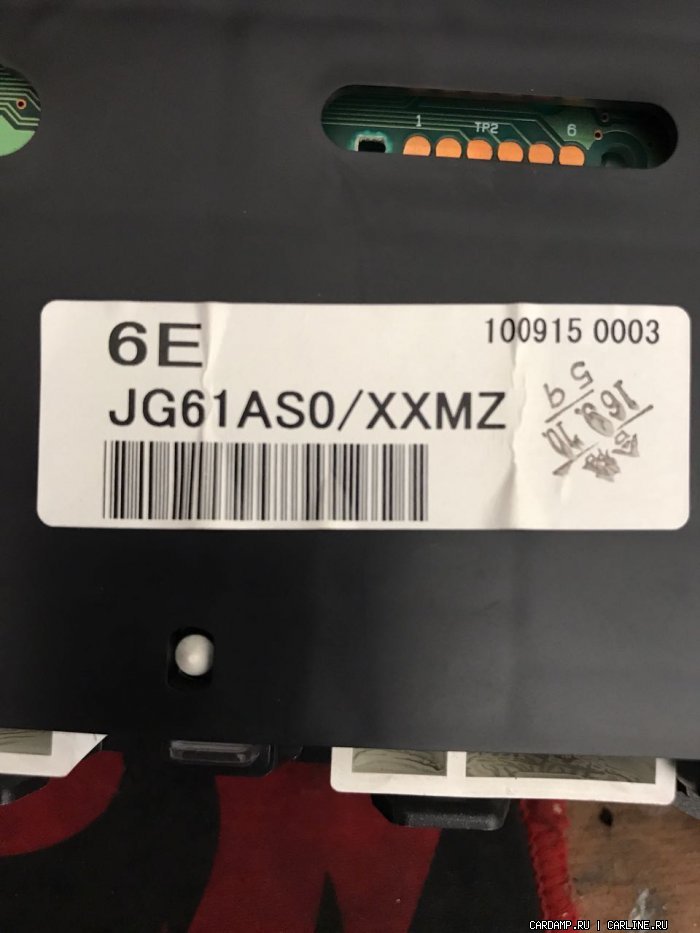 1 TP2 6
6E
100915 0003
JG61AS0/XXMZ
CARDAMP.RU | CARLINE.RU